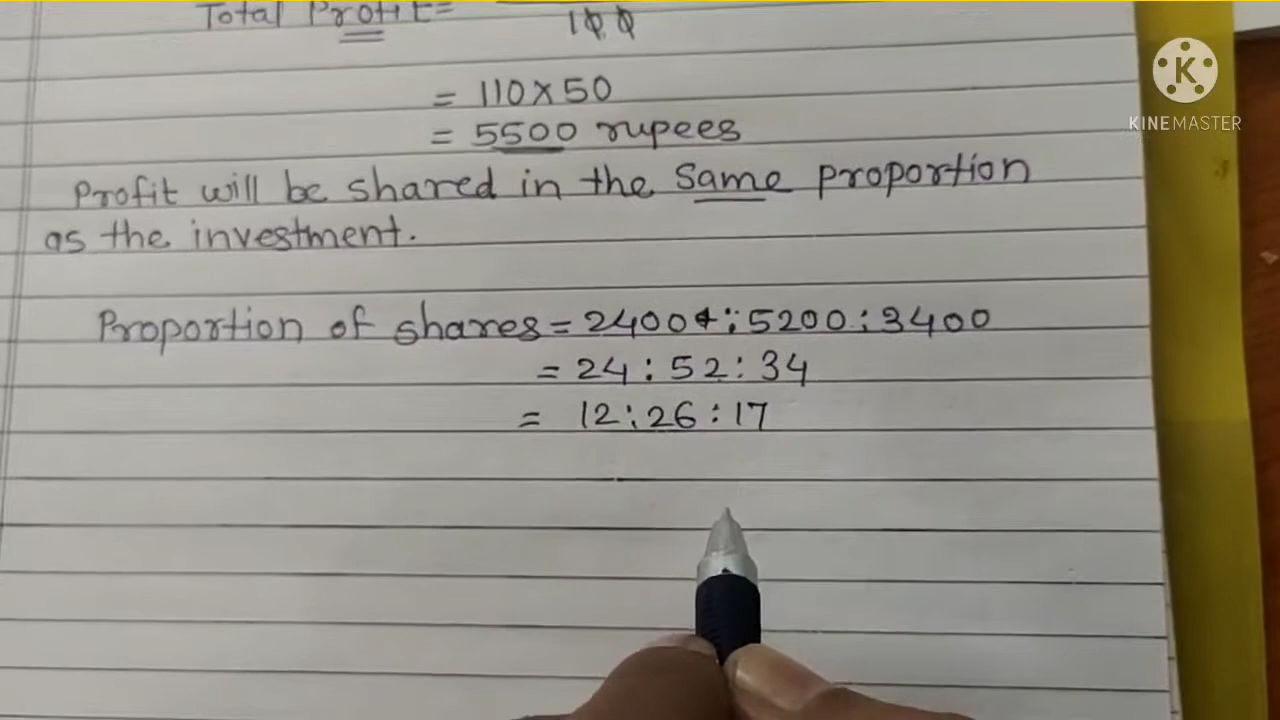 Total Profit=
100
= 110×50
= 5500 rupees
Profit will be shared in the same proportion
as the investment.
Proportion of shares = 2400 : 5200 : 3400
= 24 : 52 : 34
= 12 : 26 : 17
K
KINEMASTER